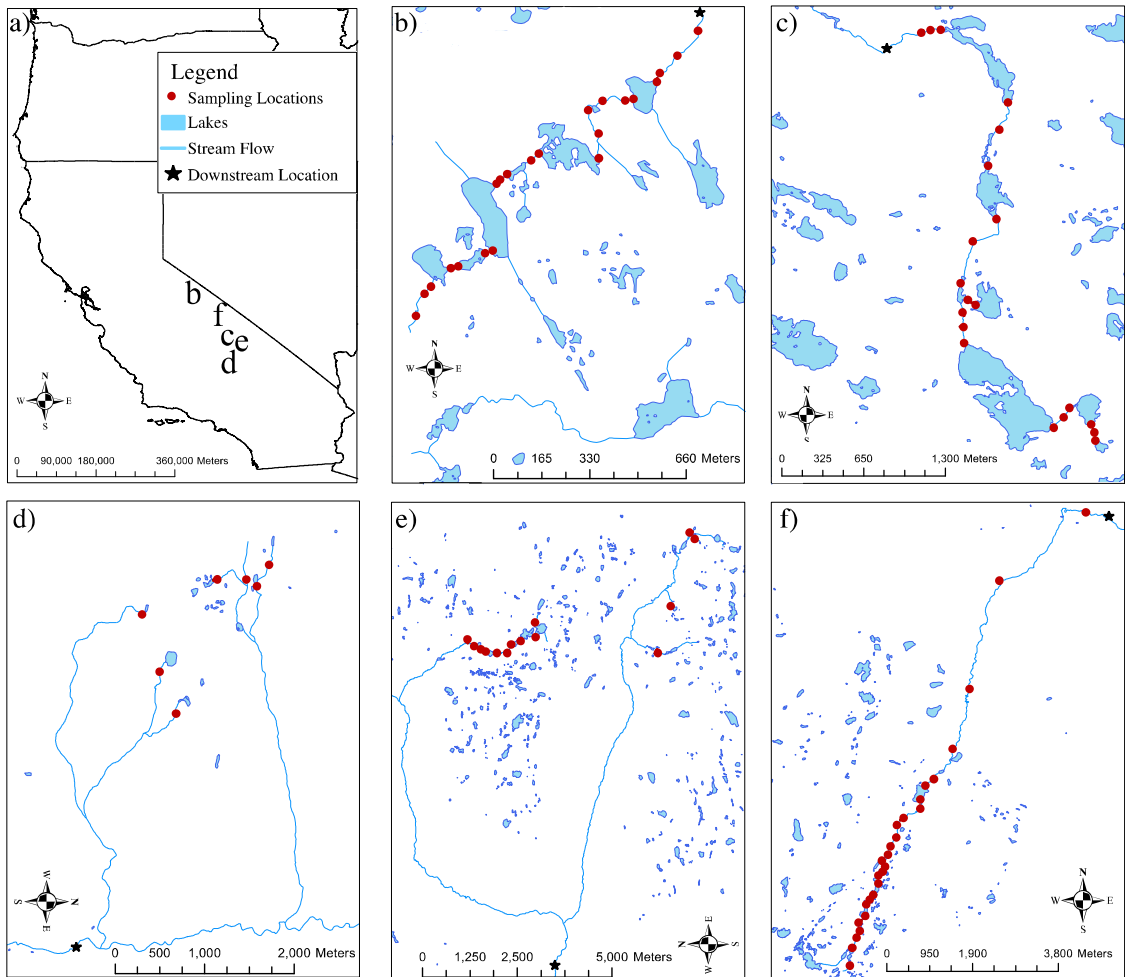 a)
Legend
Sampling Locations
Lakes
Stream Flow
Downstream Location
b
f
c
e
d
N
W E
S
0 90,000 180,000 360,000 Meters
b)
N
W E
S
0 165 330 660 Meters
c)
N
W E
S
0 325 650 1,300 Meters
d)
W
S N
E
0 500 1,000 2,000 Meters
e)
E
N S
W
0 1,250 2,500 5,000 Meters
f)
N
W E
S
0 950 1,900 3,800 Meters